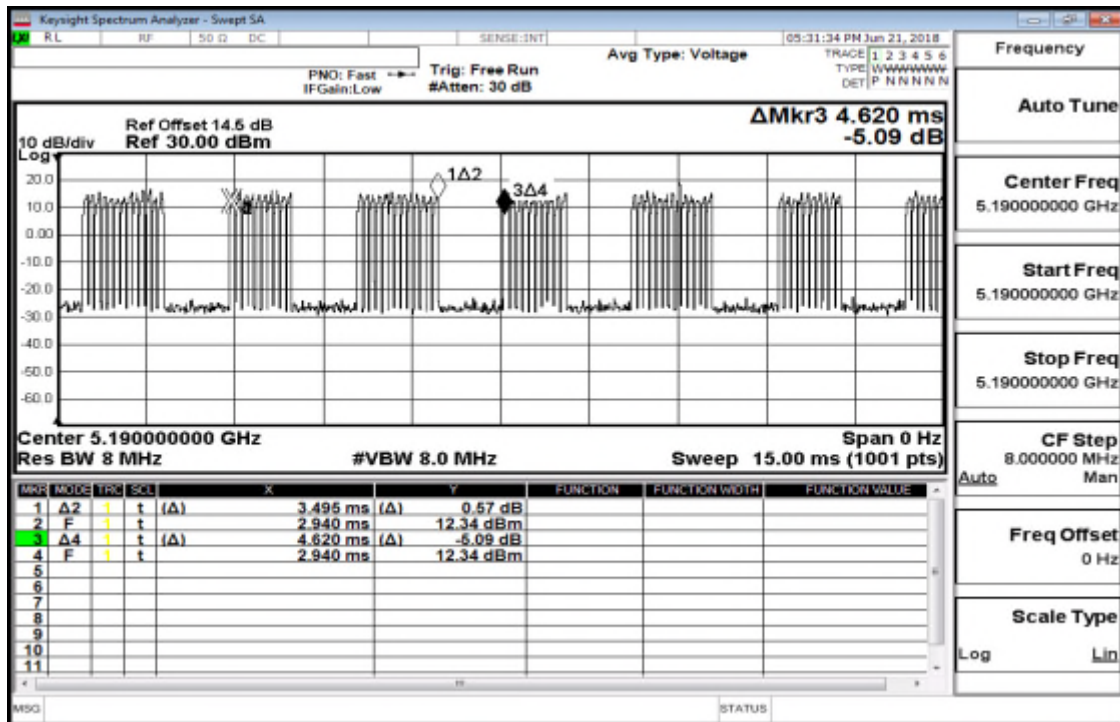 Keysight Spectrum Analyzer - Swept SA
RL RF 50 Ω DC SENSE:INT 05:31:34 PM Jun 21, 2018
Avg Type: Voltage
TRACE 1 2 3 4 5 6
TYPE WWWWWW
DET P N N N N N
PNO: Fast
IFGain:Low
Trig: Free Run
#Atten: 30 dB
ΔMkr3 4.620 ms
-5.09 dB
Ref Offset 14.5 dB
10 dB/div Ref 30.00 dBm
Log
20.0
10.0
0.00
-10.0
-20.0
-30.0
-40.0
-50.0
-60.0
1Δ2
3Δ4
Center 5.190000000 GHz Span 0 Hz
Res BW 8 MHz #VBW 8.0 MHz Sweep 15.00 ms (1001 pts)
MKR MODE TRC SCL X Y FUNCTION FUNCTION WIDTH FUNCTION VALUE
1 Δ2 1 t (Δ) 3.495 ms (Δ) 0.57 dB
2 F 1 t 2.940 ms 12.34 dBm
3 Δ4 1 t (Δ) 4.620 ms (Δ) -5.09 dB
4 F 1 t 2.940 ms 12.34 dBm
5
6
7
8
9
10
11
MSG STATUS
Frequency
Auto Tune
Center Freq
5.190000000 GHz
Start Freq
5.190000000 GHz
Stop Freq
5.190000000 GHz
CF Step
8.000000 MHz
Auto Man
Freq Offset
0 Hz
Scale Type
Log Lin